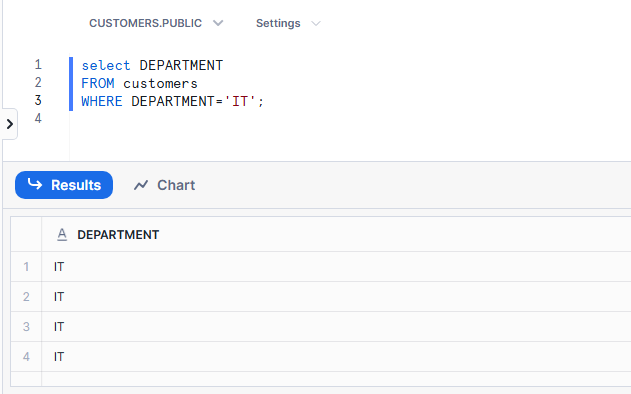 CUSTOMERS.PUBLIC Settings
1 select DEPARTMENT
2 FROM customers
3 WHERE DEPARTMENT='IT';
4
Results Chart
A DEPARTMENT
1 IT
2 IT
3 IT
4 IT